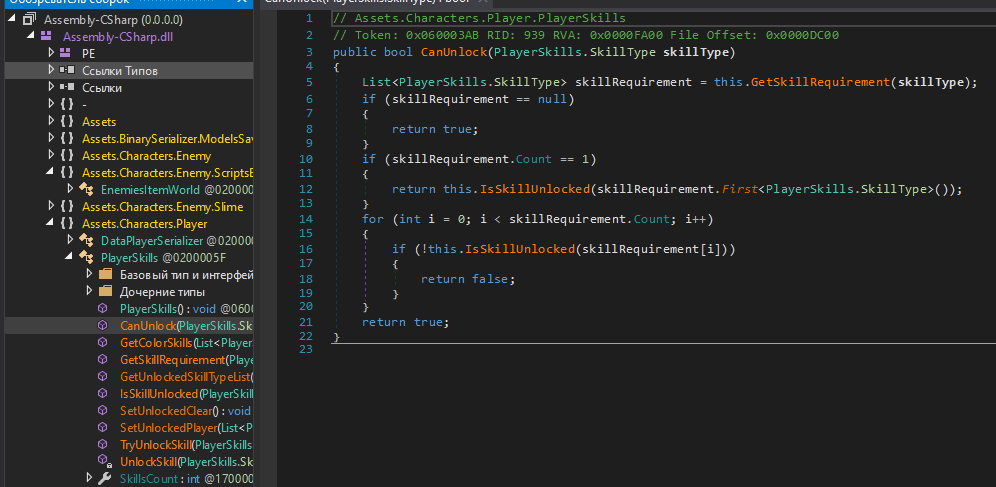 Assembly-CSharp (0.0.0.0)
Assembly-CSharp.dll
PE
Ссылки Типов
Ссылки
-
Assets
Assets.BinarySerializer.ModelsSa
Assets.Characters.Enemy
Assets.Characters.Enemy.Scripts
EnemiesItemWorld @020000
Assets.Characters.Enemy.Slime
Assets.Characters.Player
DataPlayerSerializer @02000
PlayerSkills @0200005F
Базовый тип и интерфей
Дочерние типы
PlayerSkills() : void @0600
CanUnlock(PlayerSkills.Sk
GetColorSkills(List<Player
GetSkillRequirement(Playe
GetUnlockedSkillTypeList(
IsSkillUnlocked(PlayerSkill
SetUnlockedClear() : void
SetUnlockedPlayer(List<P
TryUnlockSkill(PlayerSkills
UnlockSkill(PlayerSkills.Sk
SkillsCount : int @170000
1 // Assets.Characters.Player.PlayerSkills
2 // Token: 0x060003AB RID: 939 RVA: 0x0000FA00 File Offset: 0x0000DC00
3 public bool CanUnlock(PlayerSkills.SkillType skillType)
4 {
5 List<PlayerSkills.SkillType> skillRequirement = this.GetSkillRequirement(skillType);
6 if (skillRequirement == null)
7 {
8 return true;
9 }
10 if (skillRequirement.Count == 1)
11 {
12 return this.IsSkillUnlocked(skillRequirement.First<PlayerSkills.SkillType>());
13 }
14 for (int i = 0; i < skillRequirement.Count; i++)
15 {
16 if (!this.IsSkillUnlocked(skillRequirement[i]))
17 {
18 return false;
19 }
20 }
21 return true;
22 }
23